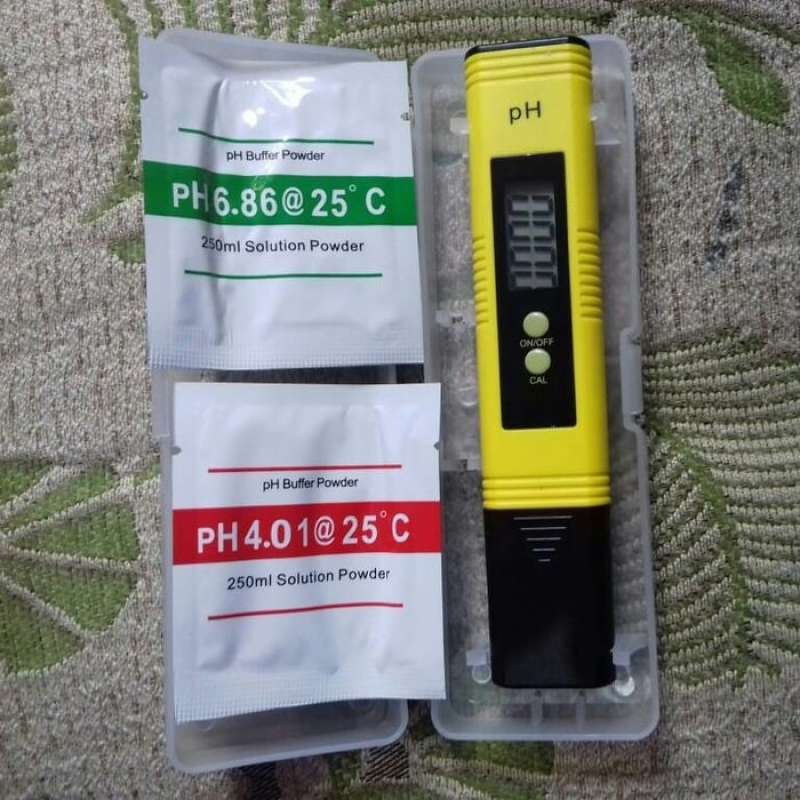 pH Buffer Powder
PH 6.86@25°C
250ml Solution Powder
pH Buffer Powder
PH 4.01@25°C
250ml Solution Powder
pH
ON/OFF
CAL